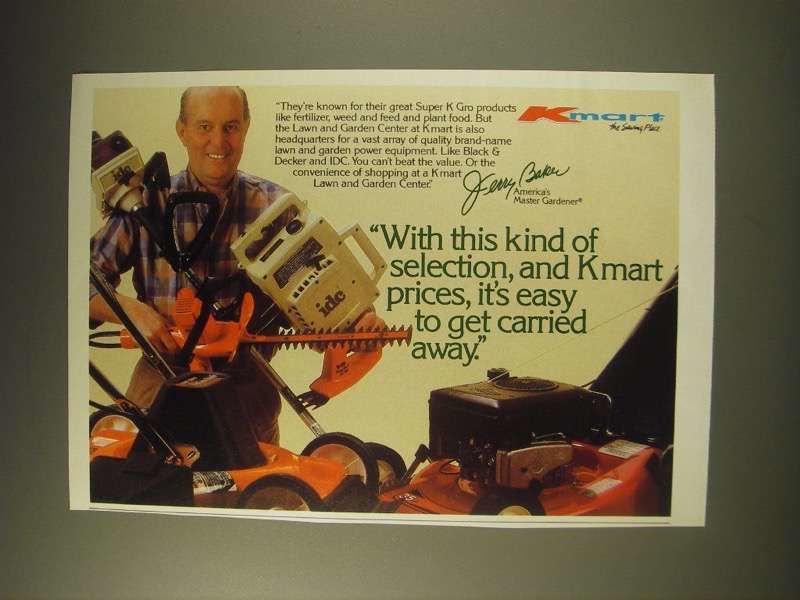 "They're known for their great Super K Gro products
like fertilizer, weed and feed and plant food. But
the Lawn and Garden Center at Kmart is also
headquarters for a vast array of quality brand-name
lawn and garden power equipment. Like Black &
Decker and IDC. You can't beat the value. Or the
convenience of shopping at a Kmart
Lawn and Garden Center."
Kmart
The Saving Place
Jerry Baker
America's
Master Gardener®
"With this kind of
selection, and Kmart
prices, it's easy
to get carried
away."
idc
idc